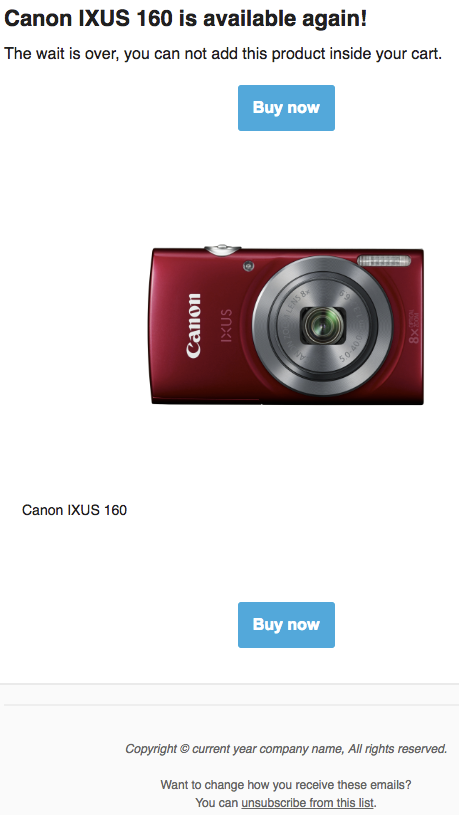 Canon IXUS 160 is available again!
The wait is over, you can not add this product inside your cart.
Buy now
Canon
IXUS
8x
Canon IXUS 160
Buy now
Copyright © current year company name, All rights reserved.
Want to change how you receive these emails?
You can unsubscribe from this list.